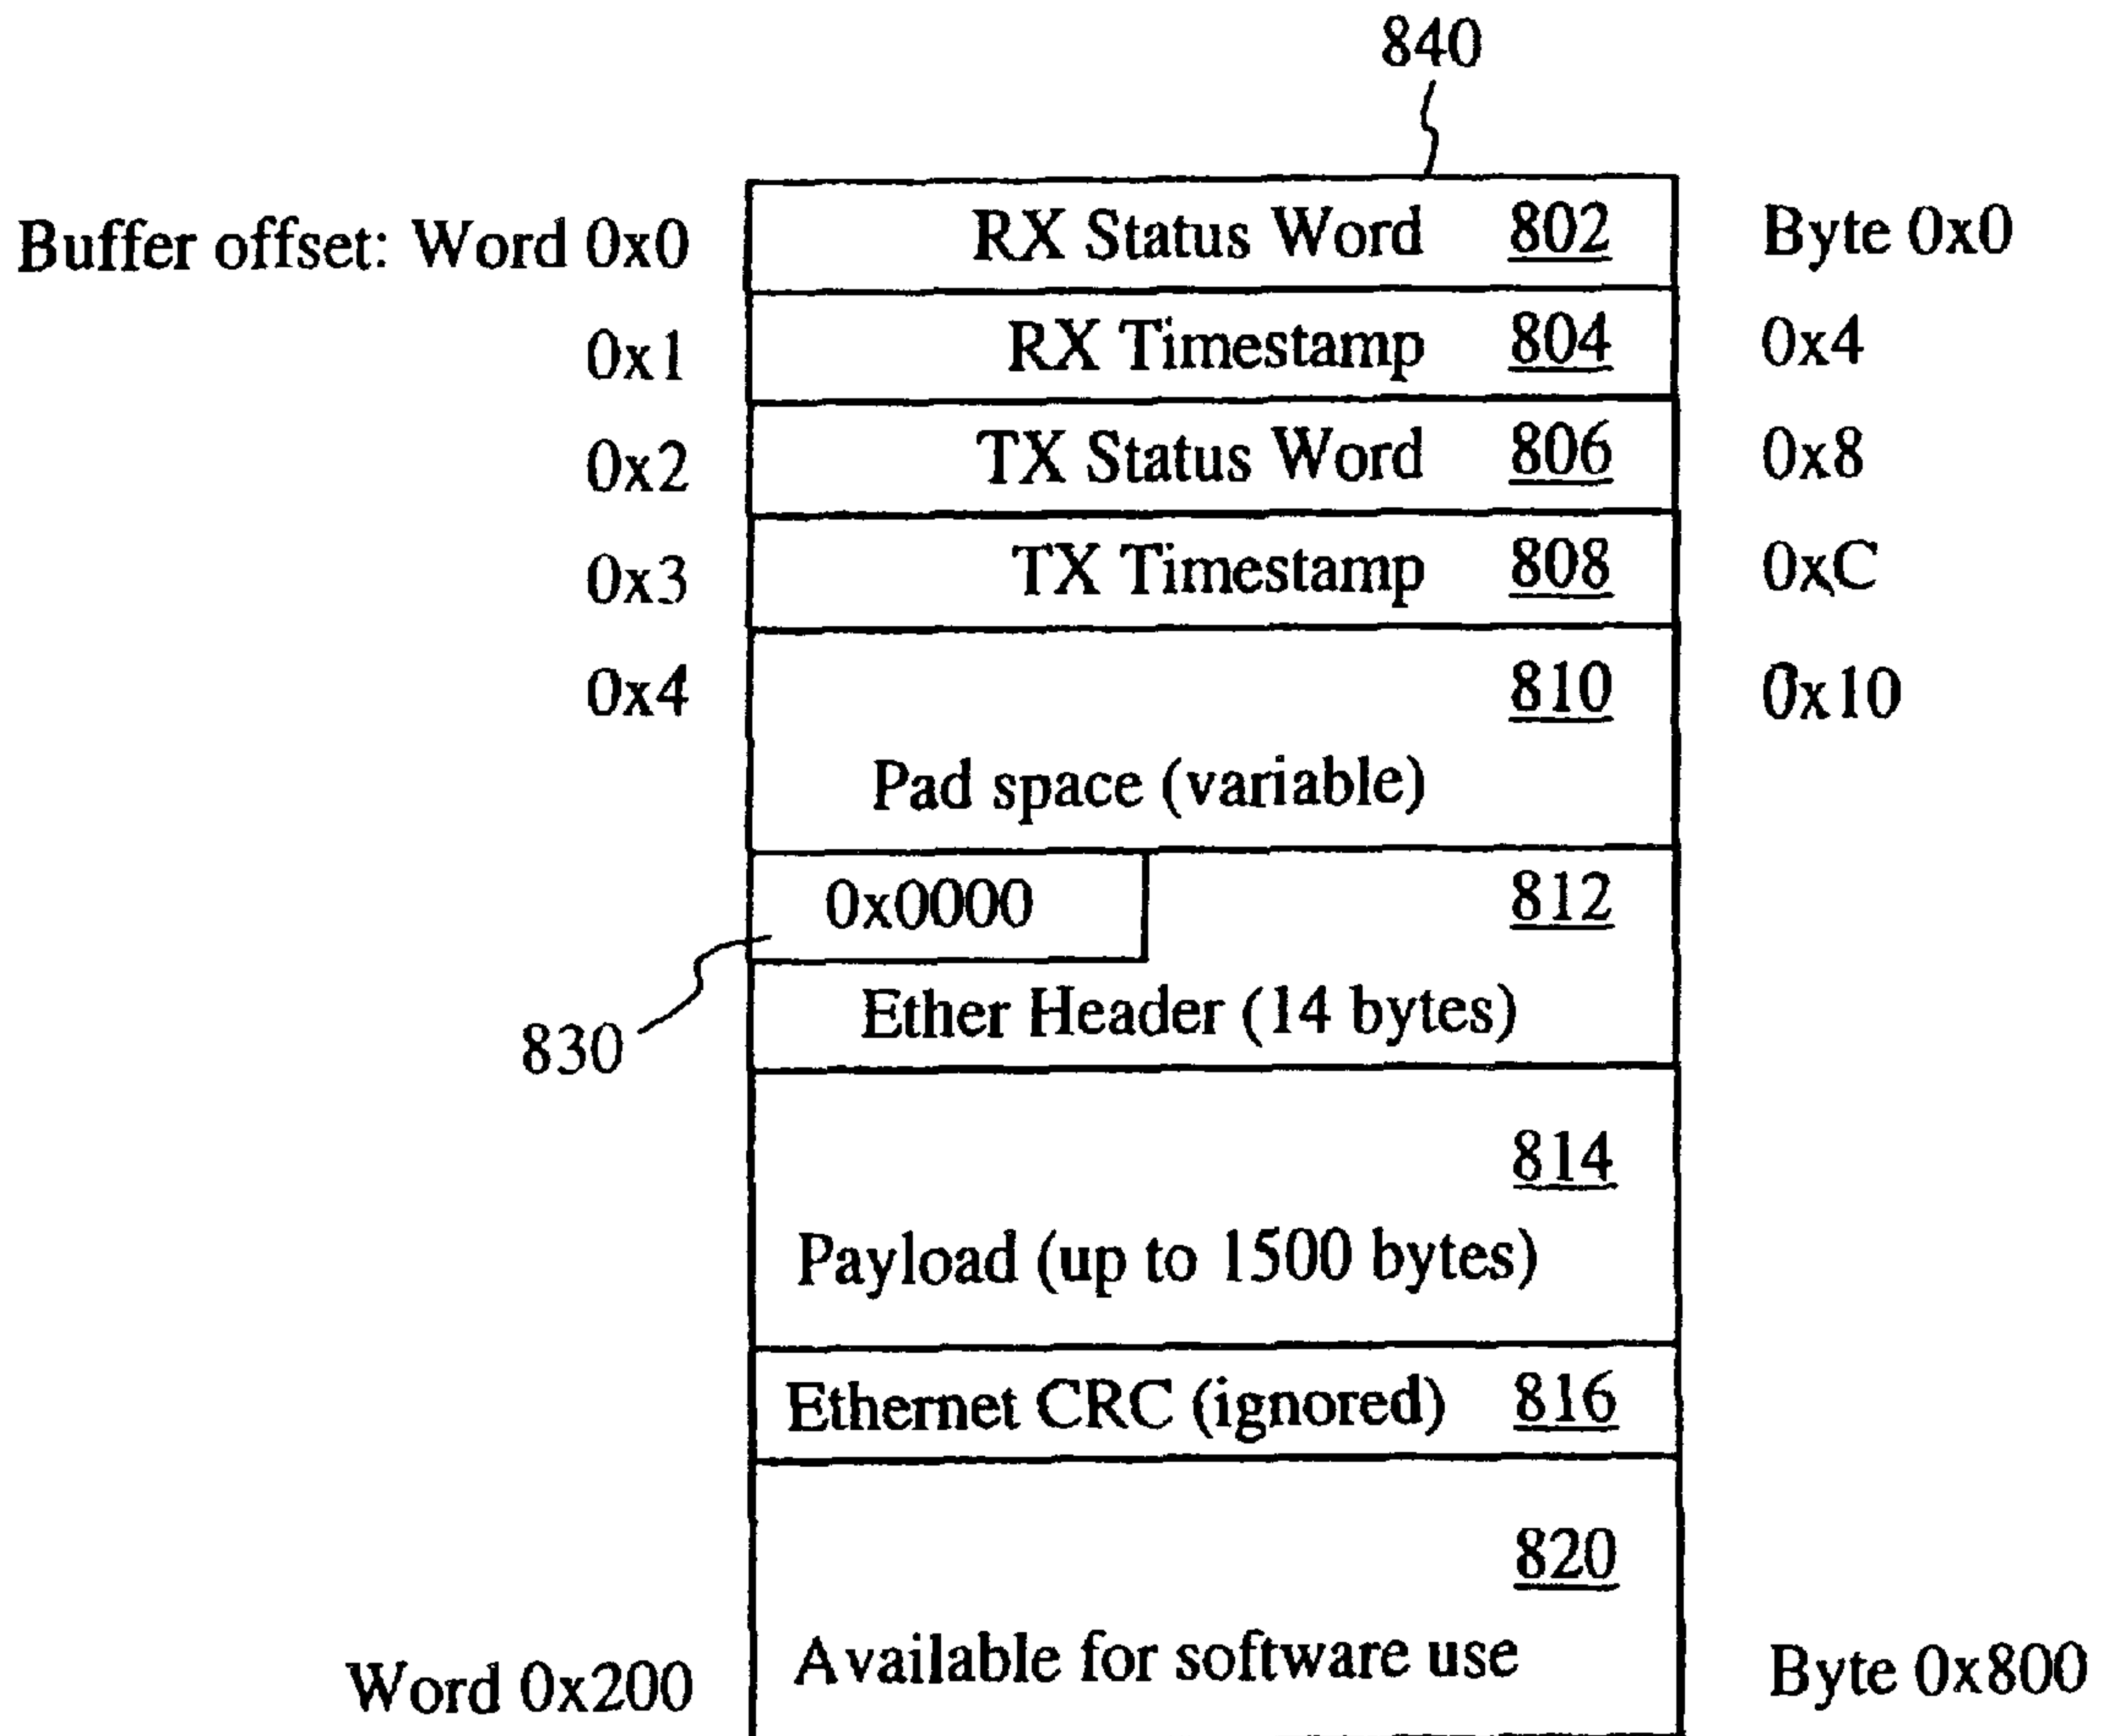 840
Buffer offset: Word 0x0 RX Status Word 802 Byte 0x0
0x1 RX Timestamp 804 0x4
0x2 TX Status Word 806 0x8
0x3 TX Timestamp 808 0xC
0x4 810 0x10
Pad space (variable)
0x0000 812
830 Ether Header (14 bytes)
814
Payload (up to 1500 bytes)
Ethernet CRC (ignored) 816
820
Word 0x200 Available for software use Byte 0x800